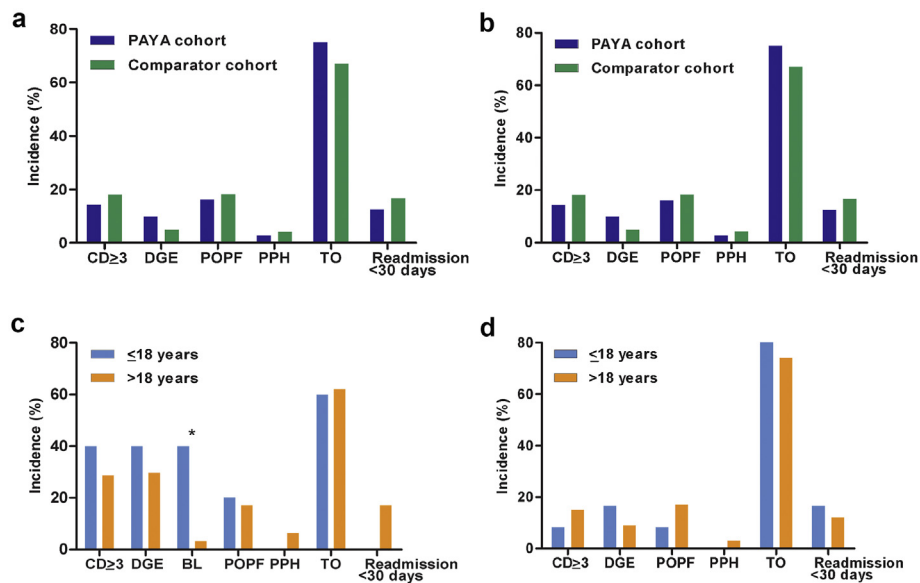 a
80
60
40
20
0
Incidence (%)
PAYA cohort
Comparator cohort
CD≥3 DGE POPF PPH TO Readmission
<30 days
b
80
60
40
20
0
Incidence (%)
PAYA cohort
Comparator cohort
CD≥3 DGE POPF PPH TO Readmission
<30 days
c
80
60
40
20
0
Incidence (%)
≤18 years
>18 years
*
CD≥3 DGE BL POPF PPH TO Readmission
<30 days
d
80
60
40
20
0
Incidence (%)
≤18 years
>18 years
CD≥3 DGE POPF PPH TO Readmission
<30 days